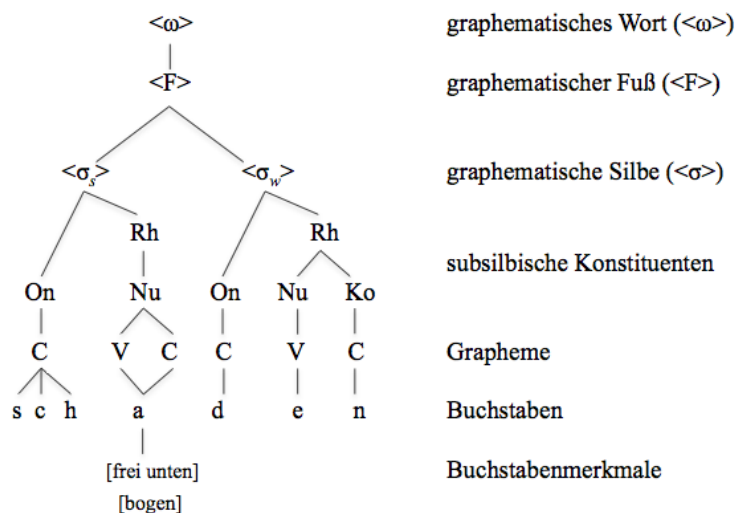 <ω> graphematisches Wort (<ω>)
<F> graphematischer Fuß (<F>)
<σs> <σw> graphematische Silbe (<σ>)
Rh Rh
subsilbische Konstituenten
On Nu On Nu Ko
C V C C V C Grapheme
s c h a d e n Buchstaben
[frei unten] Buchstabenmerkmale
[bogen]